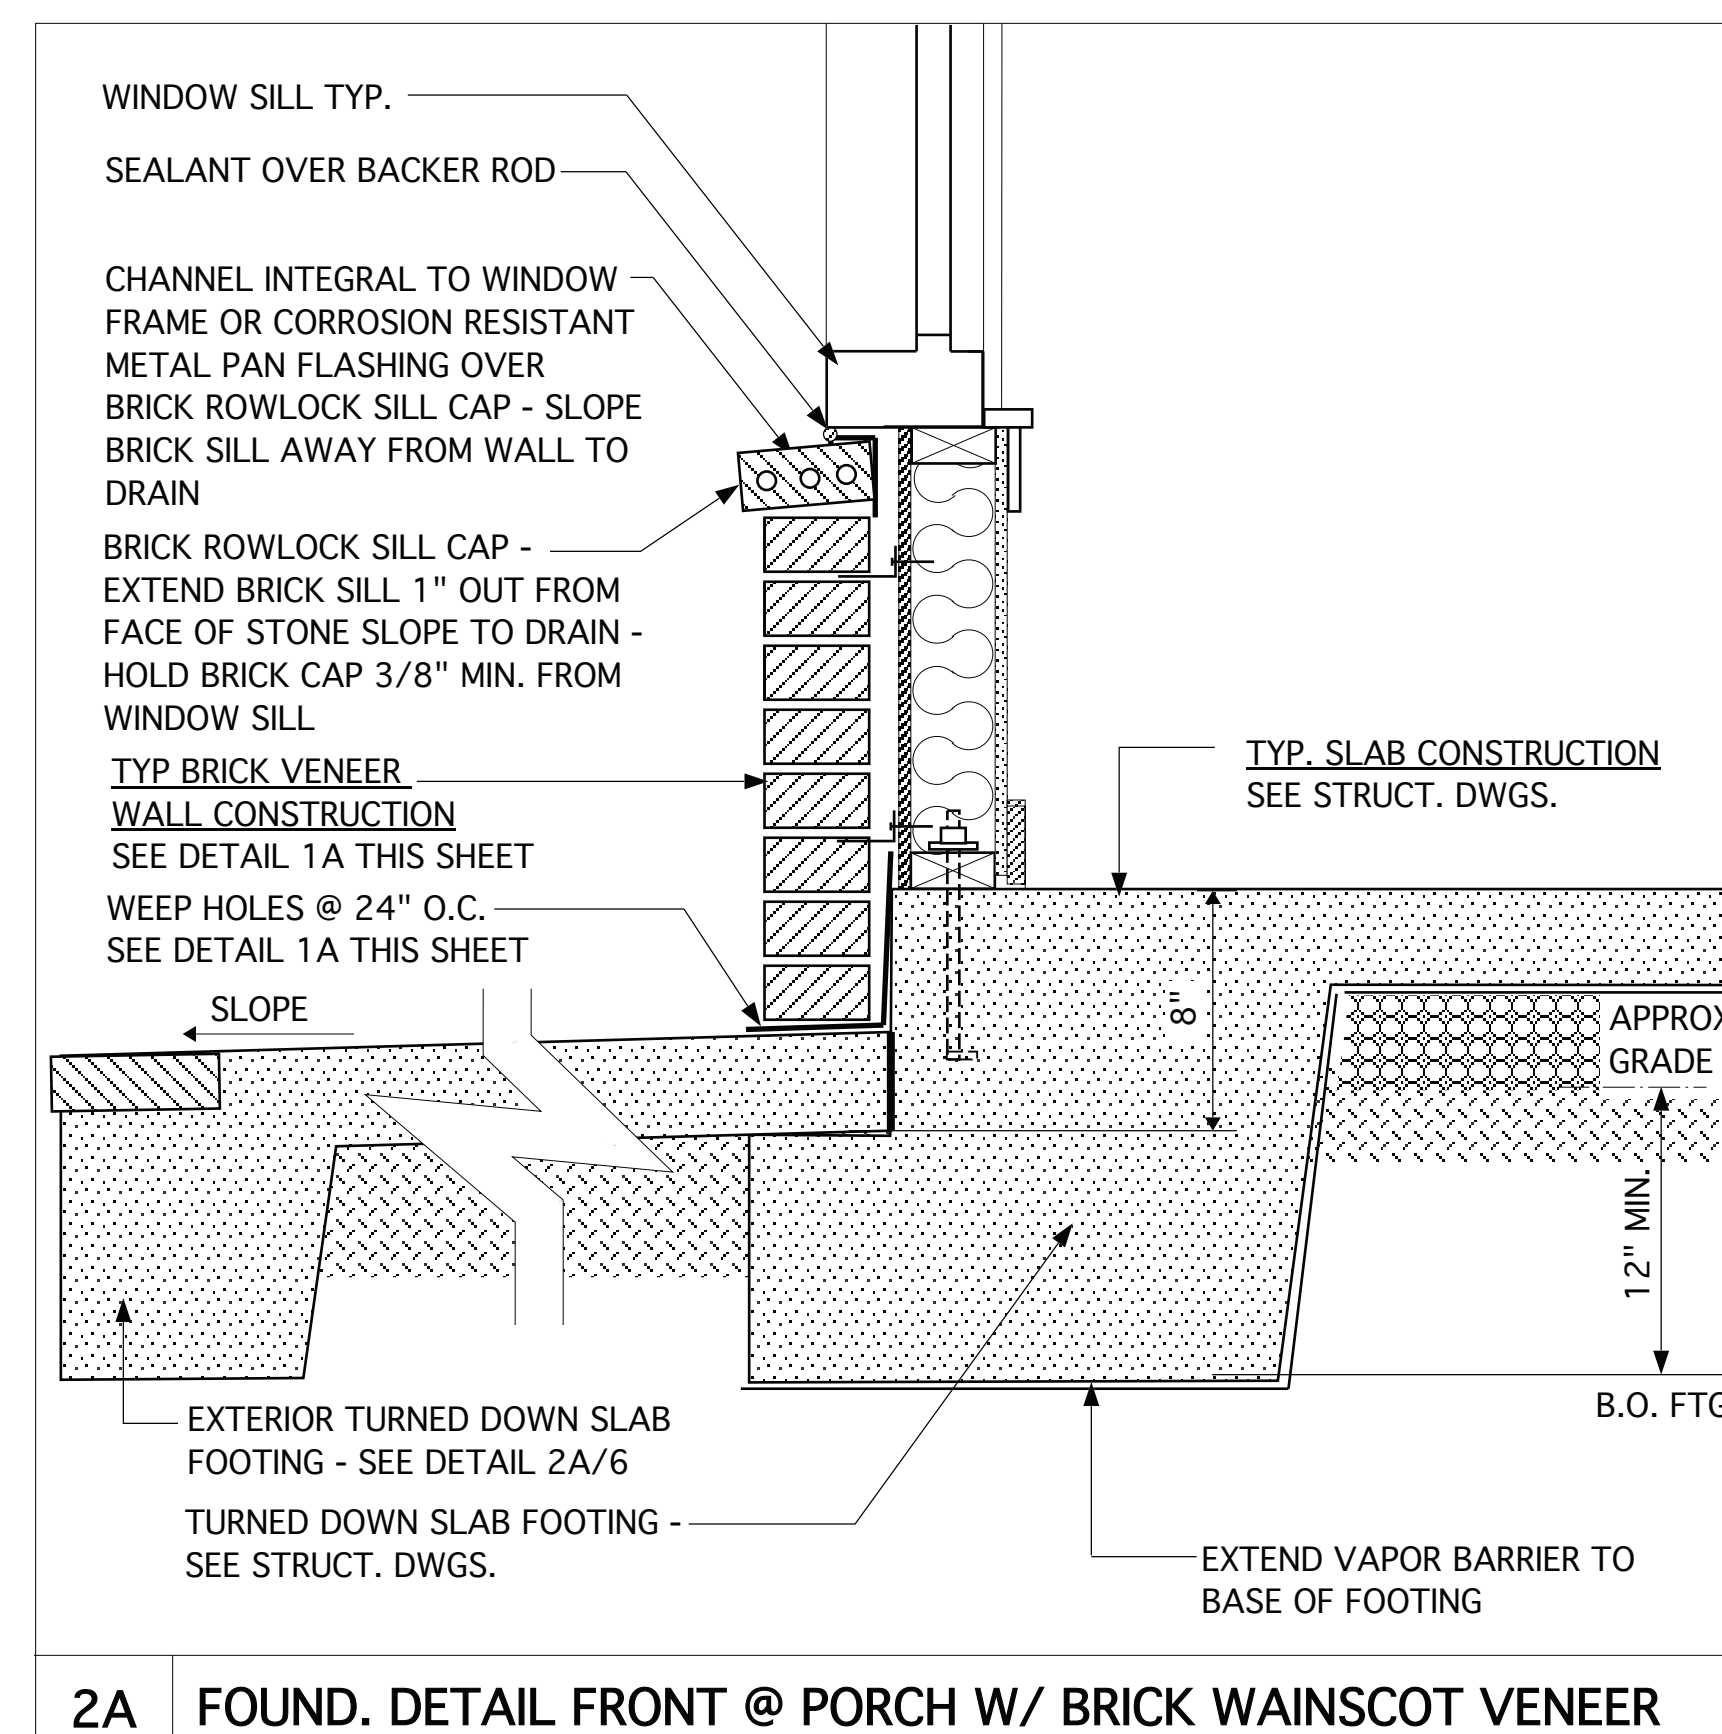 WINDOW SILL TYP.
SEALANT OVER BACKER ROD
CHANNEL INTEGRAL TO WINDOW
FRAME OR CORROSION RESISTANT
METAL PAN FLASHING OVER
BRICK ROWLOCK SILL CAP - SLOPE
BRICK SILL AWAY FROM WALL TO
DRAIN
BRICK ROWLOCK SILL CAP -
EXTEND BRICK SILL 1" OUT FROM
FACE OF STONE SLOPE TO DRAIN -
HOLD BRICK CAP 3/8" MIN. FROM
WINDOW SILL
TYP BRICK VENEER
WALL CONSTRUCTION
SEE DETAIL 1A THIS SHEET
WEEP HOLES @ 24" O.C.
SEE DETAIL 1A THIS SHEET
SLOPE
TYP. SLAB CONSTRUCTION
SEE STRUCT. DWGS.
8"
APPROX
GRADE
12" MIN.
B.O. FTG
EXTERIOR TURNED DOWN SLAB
FOOTING - SEE DETAIL 2A/6
TURNED DOWN SLAB FOOTING -
SEE STRUCT. DWGS.
EXTEND VAPOR BARRIER TO
BASE OF FOOTING
2A
FOUND. DETAIL FRONT @ PORCH W/ BRICK WAINSCOT VENEER